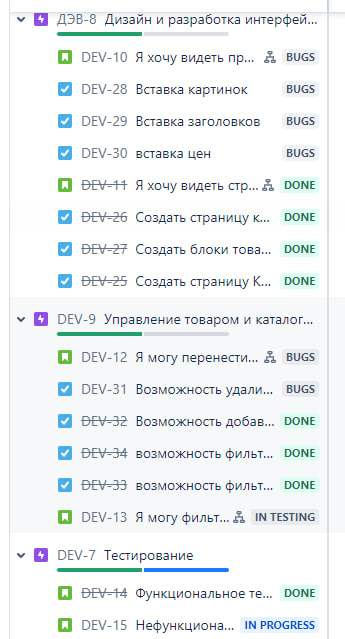 ДЭВ-8 Дизайн и разработка интерфей...
DEV-10 Я хочу видеть пр... BUGS
DEV-28 Вставка картинок BUGS
DEV-29 Вставка заголовков BUGS
DEV-30 вставка цен BUGS
DEV-11 Я хочу видеть стр... DONE
DEV-26 Создать страницу к... DONE
DEV-27 Создать блоки това... DONE
DEV-25 Создать страницу К... DONE
DEV-9 Управление товаром и каталог...
DEV-12 Я могу перенести... BUGS
DEV-31 Возможность удали... BUGS
DEV-32 Возможность добав... DONE
DEV-34 возможность фильт... DONE
DEV-33 возможность фильт... DONE
DEV-13 Я могу фильт... IN TESTING
DEV-7 Тестирование
DEV-14 Функциональное те... DONE
DEV-15 Нефункциона... IN PROGRESS